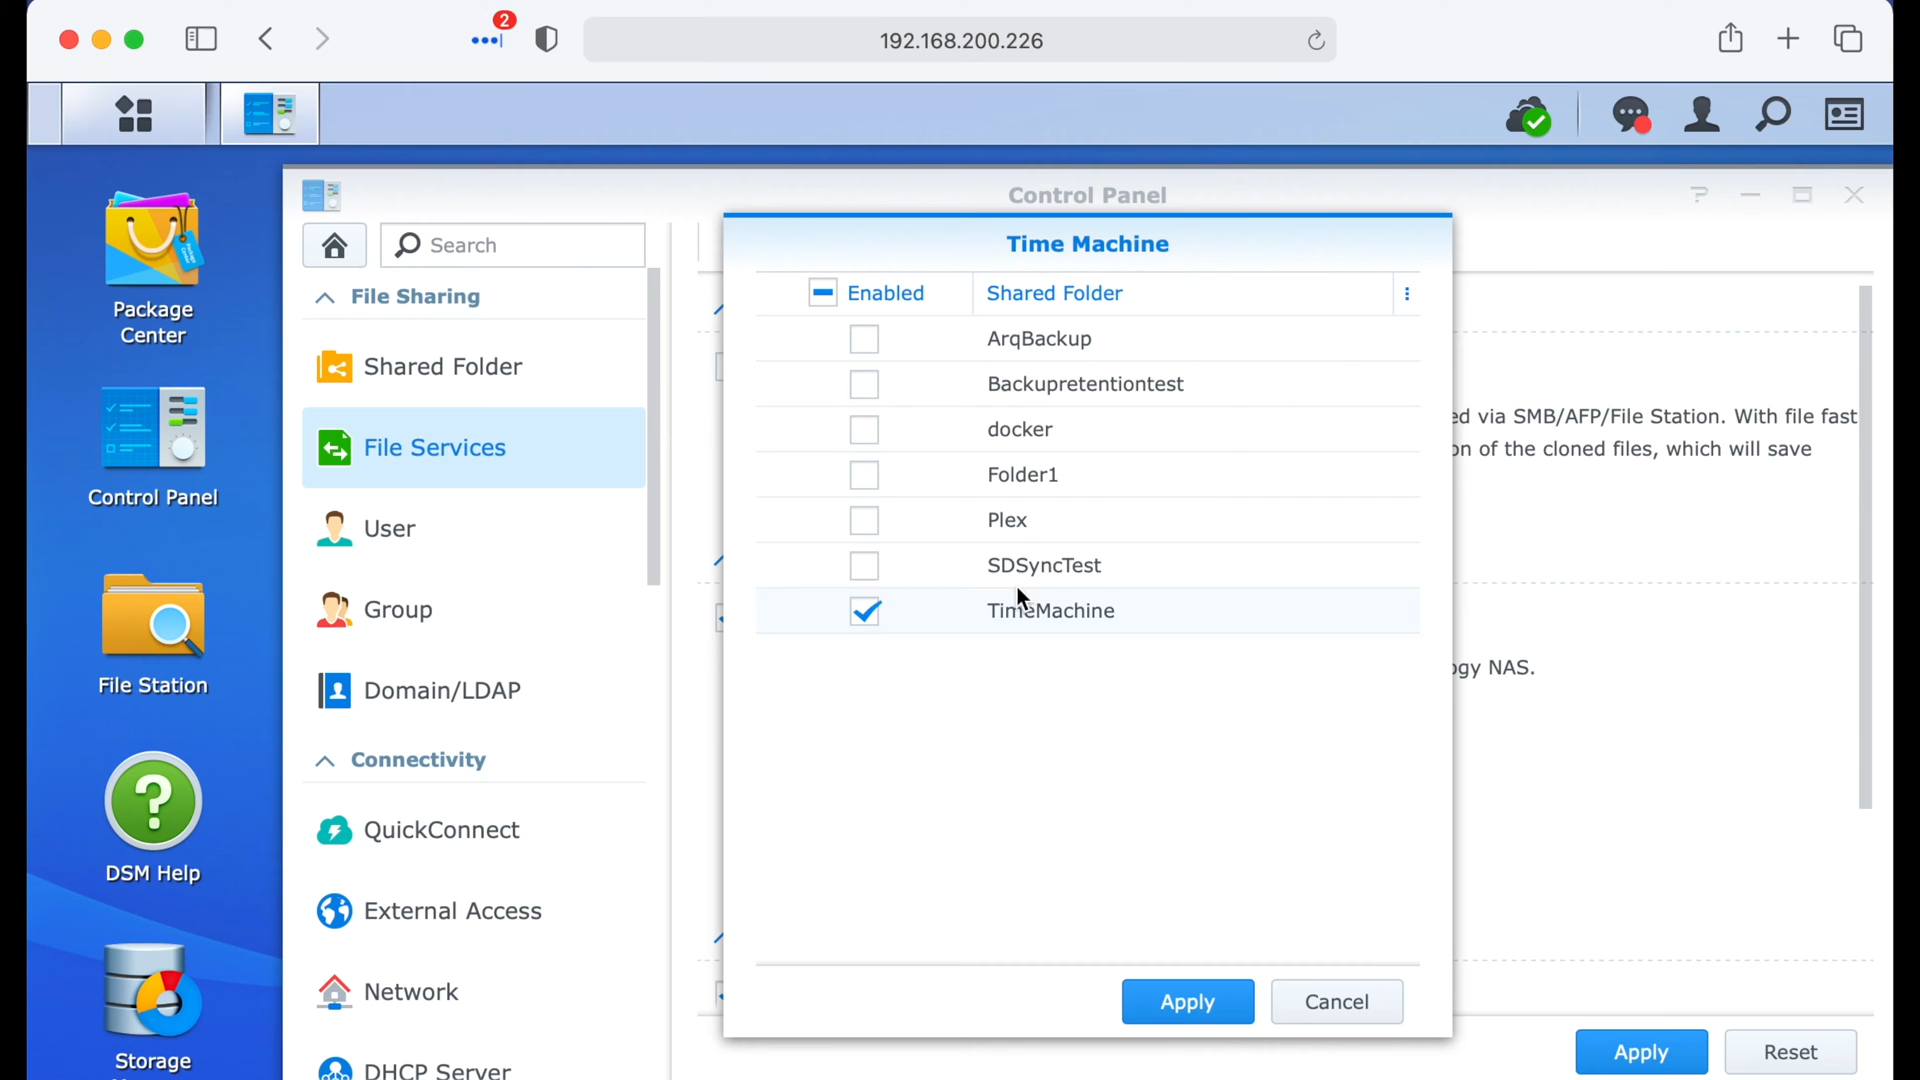 2
192.168.200.226
Package
Center
Control Panel
File Station
DSM Help
Storage
Control Panel
Search
File Sharing
Shared Folder
File Services
User
Group
Domain/LDAP
Connectivity
QuickConnect
External Access
Network
DHCP Server
Time Machine
Enabled Shared Folder
ArqBackup
Backupretentiontest
docker
Folder1
Plex
SDSyncTest
TimeMachine
Apply Cancel
ed via SMB/AFP/File Station. With file fast
on of the cloned files, which will save
ogy NAS.
Apply Reset